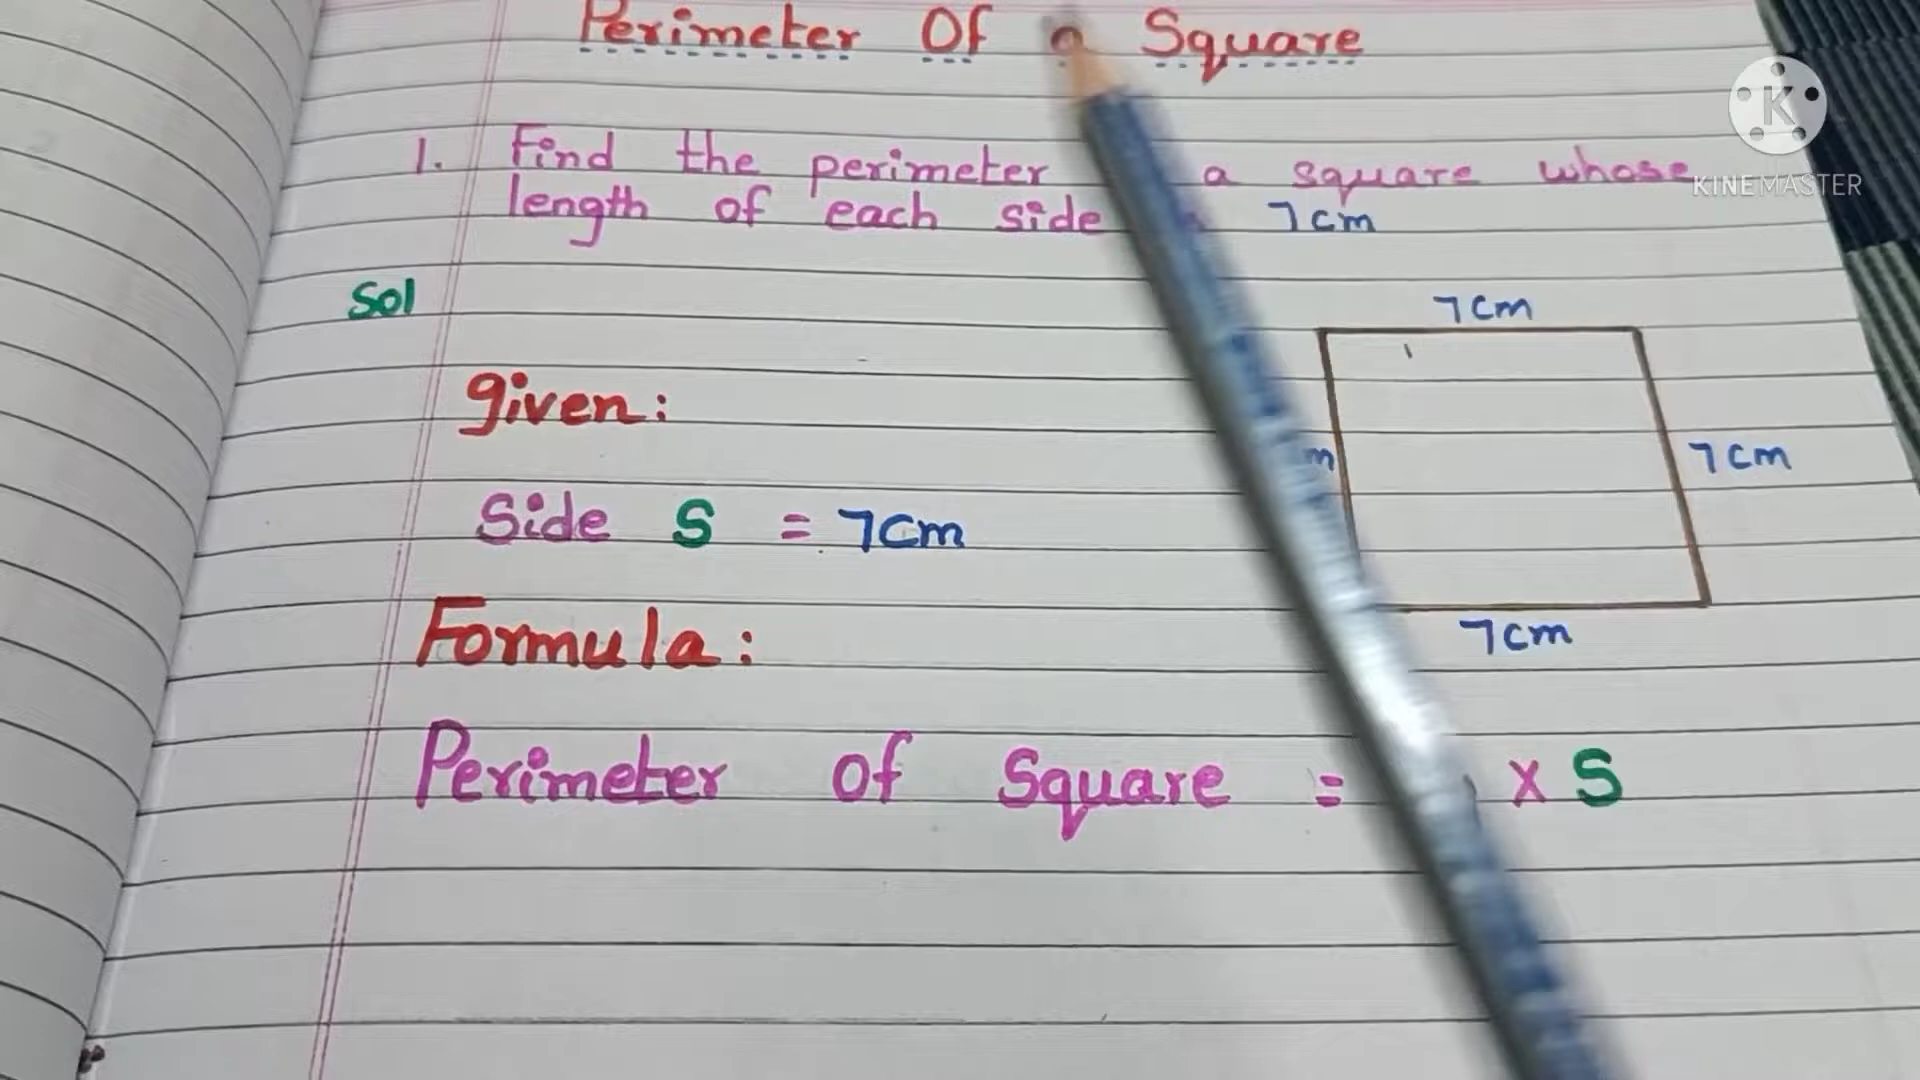 Perimeter Of a Square
1. Find the perimeter a square whose
length of each side 7cm
Sol
7cm
given:
m
7cm
Side S = 7cm
Formula:
7cm
Perimeter Of Square = x S
K
KINEMASTER